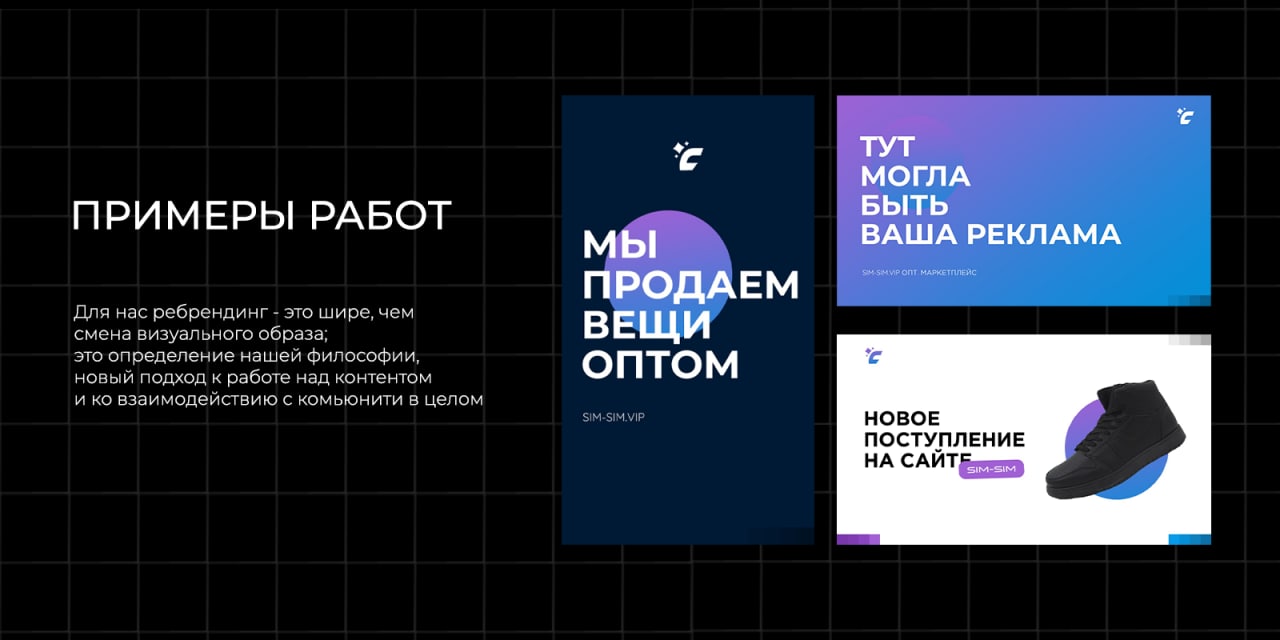 ПРИМЕРЫ РАБОТ
Для нас ребрендинг - это шире, чем
смена визуального образа;
это определение нашей философии,
новый подход к работе над контентом
и ко взаимодействию с комьюнити в целом
МЫ
ПРОДАЕМ
ВЕЩИ
ОПТОМ
SIM-SIM.VIP
ТУТ
МОГЛА
БЫТЬ
ВАША РЕКЛАМА
SIM-SIM.VIP ОПТ. МАРКЕТПЛЕЙС
НОВОЕ
ПОСТУПЛЕНИЕ
НА САЙТЕ
SIM-SIM